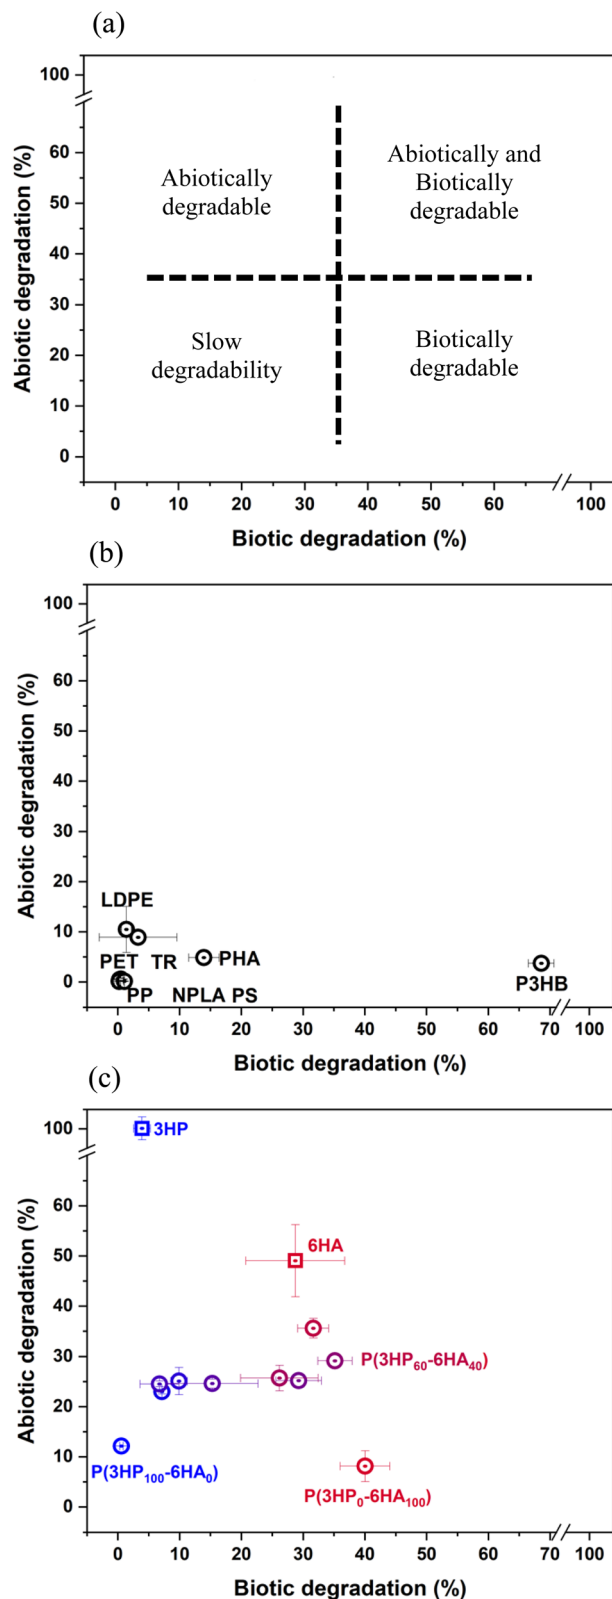 (a)
100
60
50
40
30
20
10
0
Abiotic degradation (%)
Abiotically
degradable
Abiotically and
Biotically
degradable
Slow
degradability
Biotically
degradable
0 10 20 30 40 50 60 100
Biotic degradation (%)
(b)
100
60
50
40
30
20
10
0
Abiotic degradation (%)
LDPE
PET TR PHA
PP NPLA PS P3HB
0 10 20 30 40 50 60 70 100
Biotic degradation (%)
(c)
100
60
50
40
30
20
10
0
Abiotic degradation (%)
3HP
6HA
P(3HP₆₀-6HA₄₀)
P(3HP₁₀₀-6HA₀)
P(3HP₀-6HA₁₀₀)
0 10 20 30 40 50 60 70 100
Biotic degradation (%)